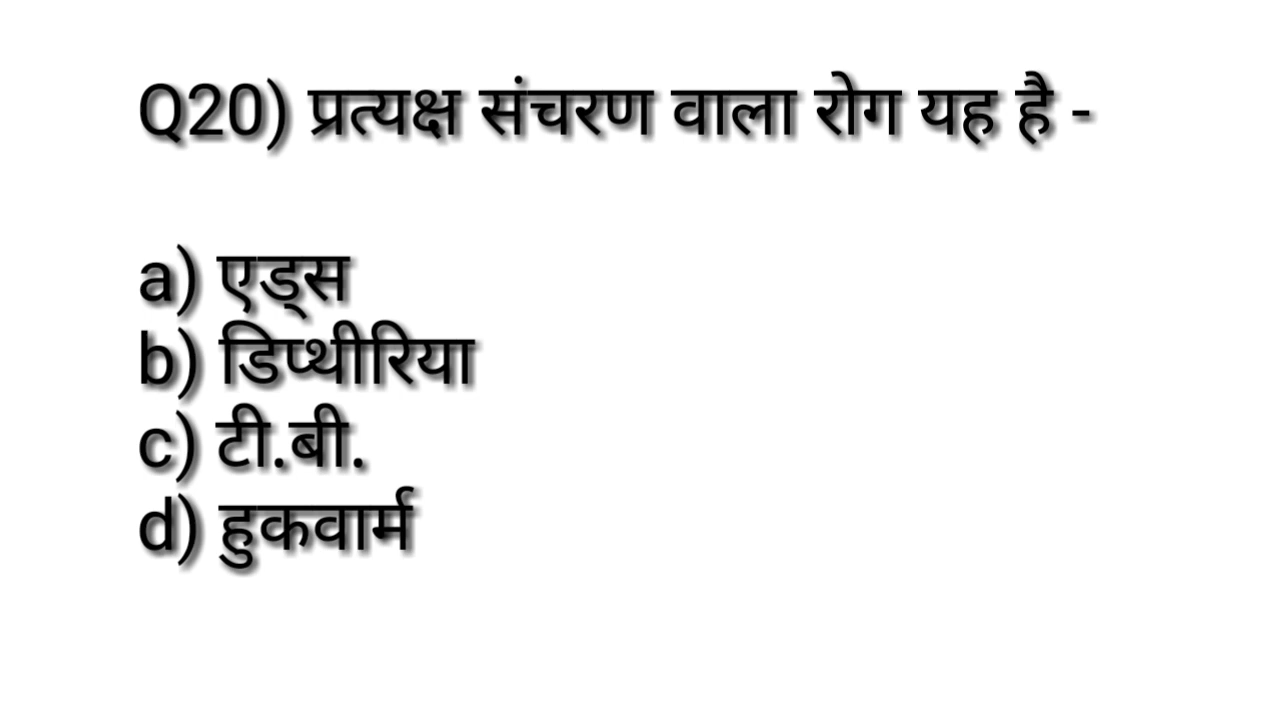 Q20) प्रत्यक्ष संचरण वाला रोग यह है -
a) एड्स
b) डिप्थीरिया
c) टी.बी.
d) हुकवार्म